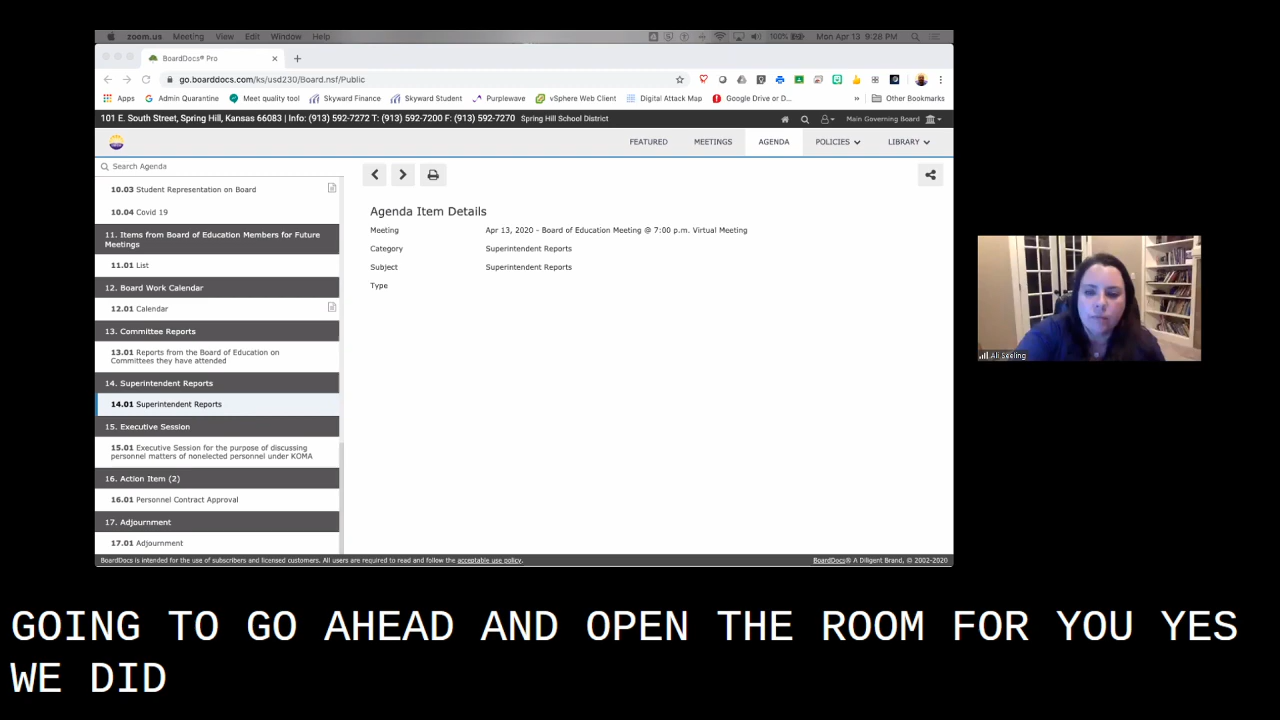 zoom.us Meeting View Edit Window Help 100% Mon Apr 13 9:28 PM
BoardDocs® Pro
go.boarddocs.com/ks/usd230/Board.nsf/Public
Apps Admin Quarantine Meet quality tool Skyward Finance Skyward Student Purplewave vSphere Web Client Digital Attack Map Google Drive or D... » Other Bookmarks
101 E. South Street, Spring Hill, Kansas 66083 | Info: (913) 592-7272 T: (913) 592-7200 F: (913) 592-7270 Spring Hill School District Main Governing Board
FEATURED MEETINGS AGENDA POLICIES LIBRARY
Search Agenda
10.03 Student Representation on Board
10.04 Covid 19
11. Items from Board of Education Members for Future
Meetings
11.01 List
12. Board Work Calendar
12.01 Calendar
13. Committee Reports
13.01 Reports from the Board of Education on
Committees they have attended
14. Superintendent Reports
14.01 Superintendent Reports
15. Executive Session
15.01 Executive Session for the purpose of discussing
personnel matters of nonelected personnel under KOMA
16. Action Item (2)
16.01 Personnel Contract Approval
17. Adjournment
17.01 Adjournment
Agenda Item Details
Meeting Apr 13, 2020 - Board of Education Meeting @ 7:00 p.m. Virtual Meeting
Category Superintendent Reports
Subject Superintendent Reports
Type
BoardDocs is intended for the use of subscribers and licensed customers. All users are required to read and follow the acceptable use policy. BoardDocs® A Diligent Brand, © 2002-2020
Ali Seeling
GOING TO GO AHEAD AND OPEN THE ROOM FOR YOU YES
WE DID